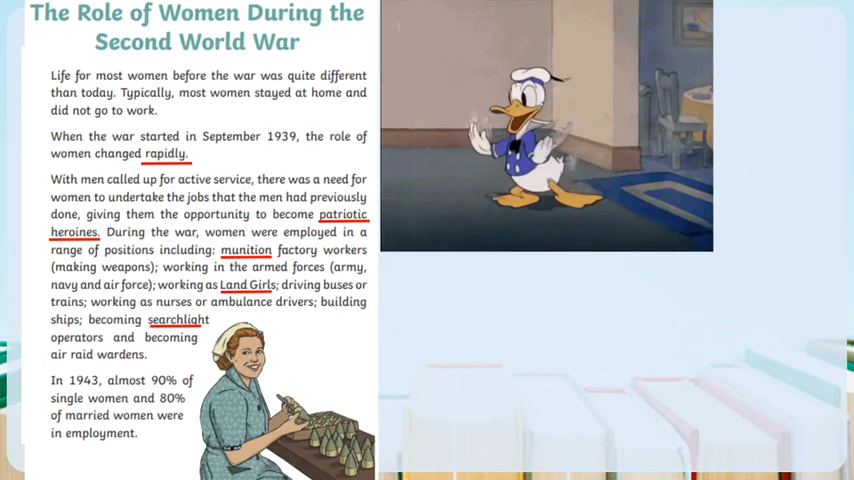 The Role of Women During the
Second World War
Life for most women before the war was quite different
than today. Typically, most women stayed at home and
did not go to work.
When the war started in September 1939, the role of
women changed rapidly.
With men called up for active service, there was a need for
women to undertake the jobs that the men had previously
done, giving them the opportunity to become patriotic
heroines. During the war, women were employed in a
range of positions including: munition factory workers
(making weapons); working in the armed forces (army,
navy and air force); working as Land Girls; driving buses or
trains; working as nurses or ambulance drivers; building
ships; becoming searchlight
operators and becoming
air raid wardens.
In 1943, almost 90% of
single women and 80%
of married women were
in employment.